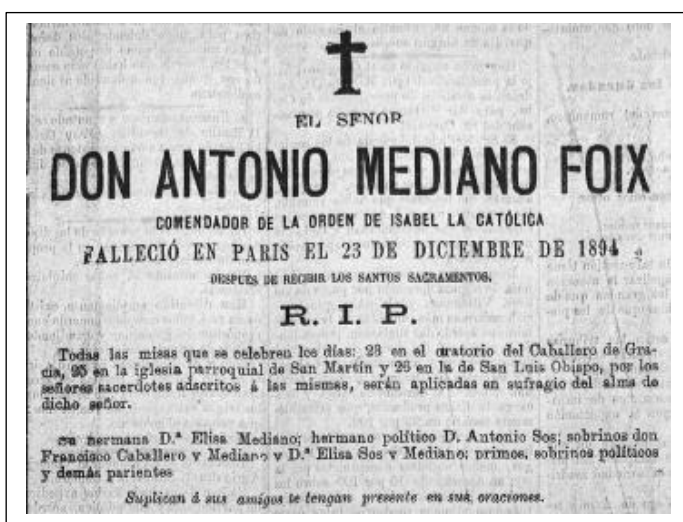 EL SEÑOR
DON ANTONIO MEDIANO FOIX
COMENDADOR DE LA ORDEN DE ISABEL LA CATÓLICA
FALLECIÓ EN PARIS EL 23 DE DICIEMBRE DE 1894
DESPUES DE RECIBIR LOS SANTOS SACRAMENTOS.
R. I. P.
Todas las misas que se celebren los días: 23 en el oratorio del Caballero de Gra-
cia, 25 en la iglesia parroquial de San Martín y 26 en la de San Luis Obispo, por los
señores sacerdotes adscritos á las mismas, serán aplicadas en sufragio del alma de
dicho señor.
su hermana D.ª Elisa Mediano; hermano político D. Antonio Sos; sobrinos don
Francisco Caballero y Mediano y D.ª Elisa Sos y Mediano; primos, sobrinos políticos
y demás parientes
Suplican á sus amigos le tengan presente en sus oraciones.